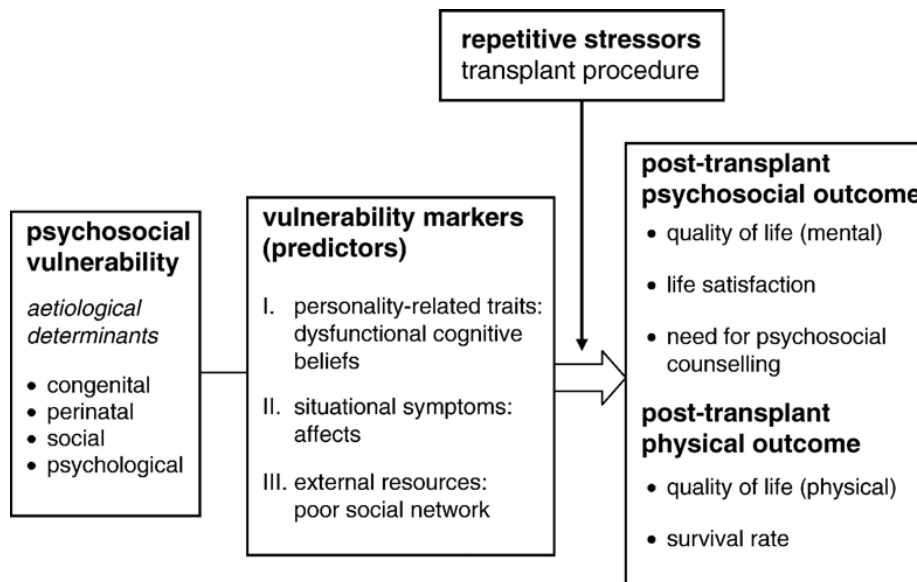 repetitive stressors
transplant procedure
psychosocial
vulnerability
aetiological
determinants
• congenital
• perinatal
• social
• psychological
vulnerability markers
(predictors)
I. personality-related traits:
dysfunctional cognitive
beliefs
II. situational symptoms:
affects
III. external resources:
poor social network
post-transplant
psychosocial outcome
• quality of life (mental)
• life satisfaction
• need for psychosocial
counselling
post-transplant
physical outcome
• quality of life (physical)
• survival rate